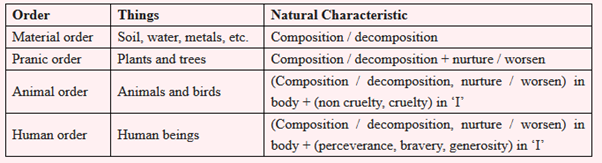 Order Things Natural Characteristic
Material order Soil, water, metals, etc. Composition / decomposition
Pranic order Plants and trees Composition / decomposition + nurture / worsen
Animal order Animals and birds (Composition / decomposition, nurture / worsen) in
body + (non cruelty, cruelty) in ‘I’
Human order Human beings (Composition / decomposition, nurture / worsen) in
body + (perceverance, bravery, generosity) in ‘I’